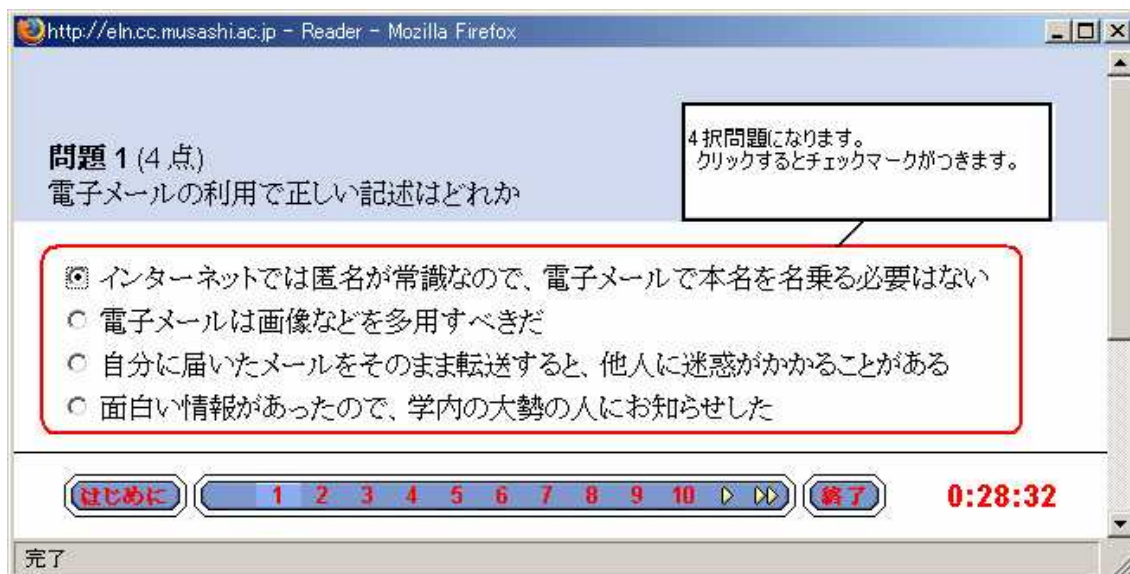 http://eln.cc.musashi.ac.jp - Reader - Mozilla Firefox
4択問題になります。
クリックするとチェックマークがつきます。
問題 1 (4 点)
電子メールの利用で正しい記述はどれか
インターネットでは匿名が常識なので、電子メールで本名を名乗る必要はない
電子メールは画像などを多用すべきだ
自分に届いたメールをそのまま転送すると、他人に迷惑がかかることがある
面白い情報があったので、学内の大勢の人にお知らせした
はじめに 1 2 3 4 5 6 7 8 9 10 終了 0:28:32
完了